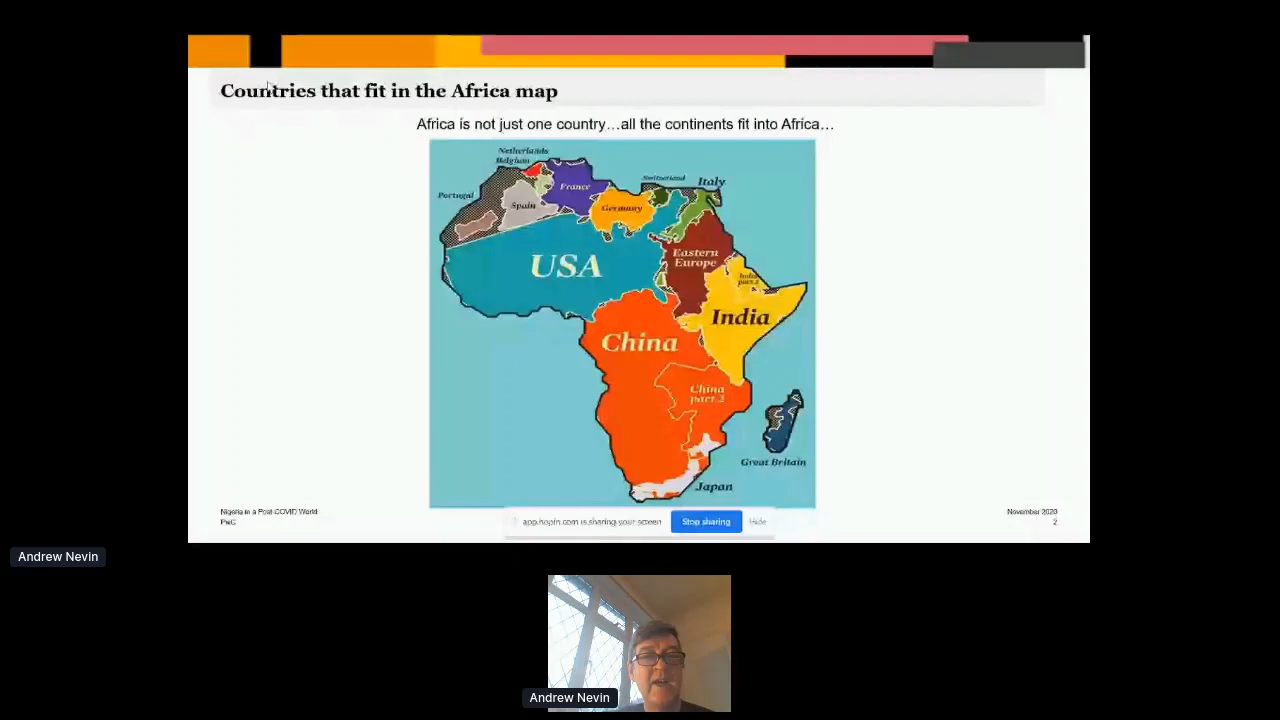 Countries that fit in the Africa map
Africa is not just one country...all the continents fit into Africa...
Netherlands
Belgium
Portugal
Spain
France
Germany
Switzerland
Italy
USA
Eastern
Europe
India
part.2
India
China
China
part.2
Great Britain
Japan
Nigeria in a Post-COVID World
PwC
November 2020
2
app.hopin.com is sharing your screen
Stop sharing
Hide
Andrew Nevin
Andrew Nevin